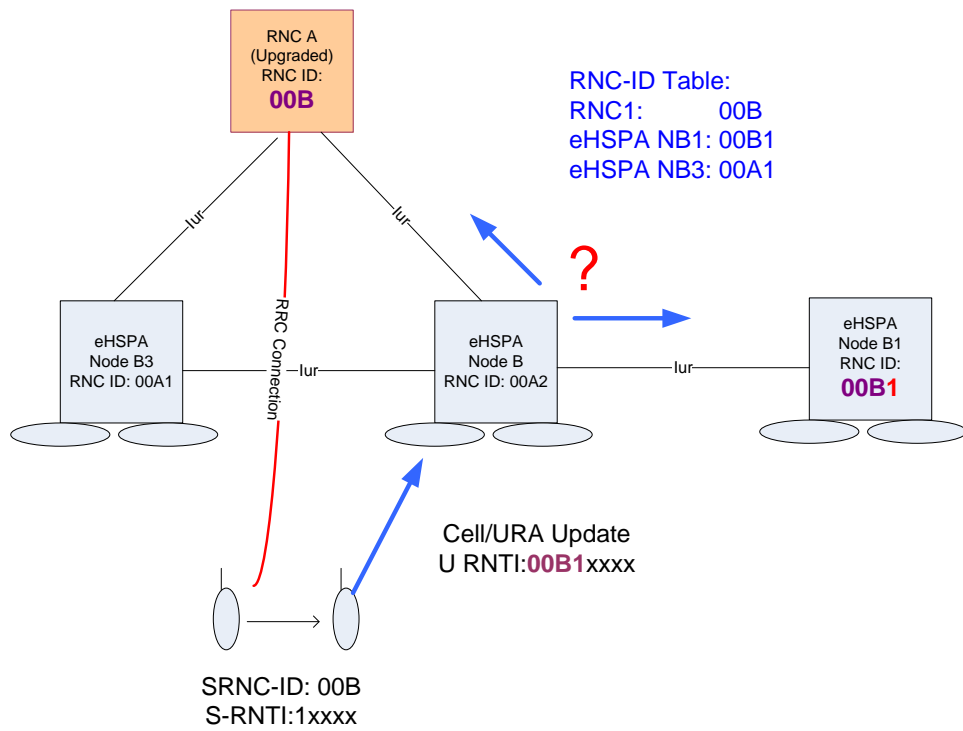 RNC A
(Upgraded)
RNC ID:
00B
RNC-ID Table:
RNC1: 00B
eHSPA NB1: 00B1
eHSPA NB3: 00A1
Iur
Iur
?
eHSPA
Node B3
RNC ID: 00A1
RRC Connection
Iur
eHSPA
Node B
RNC ID: 00A2
Iur
eHSPA
Node B1
RNC ID:
00B1
Cell/URA Update
U RNTI:00B1xxxx
SRNC-ID: 00B
S-RNTI:1xxxx